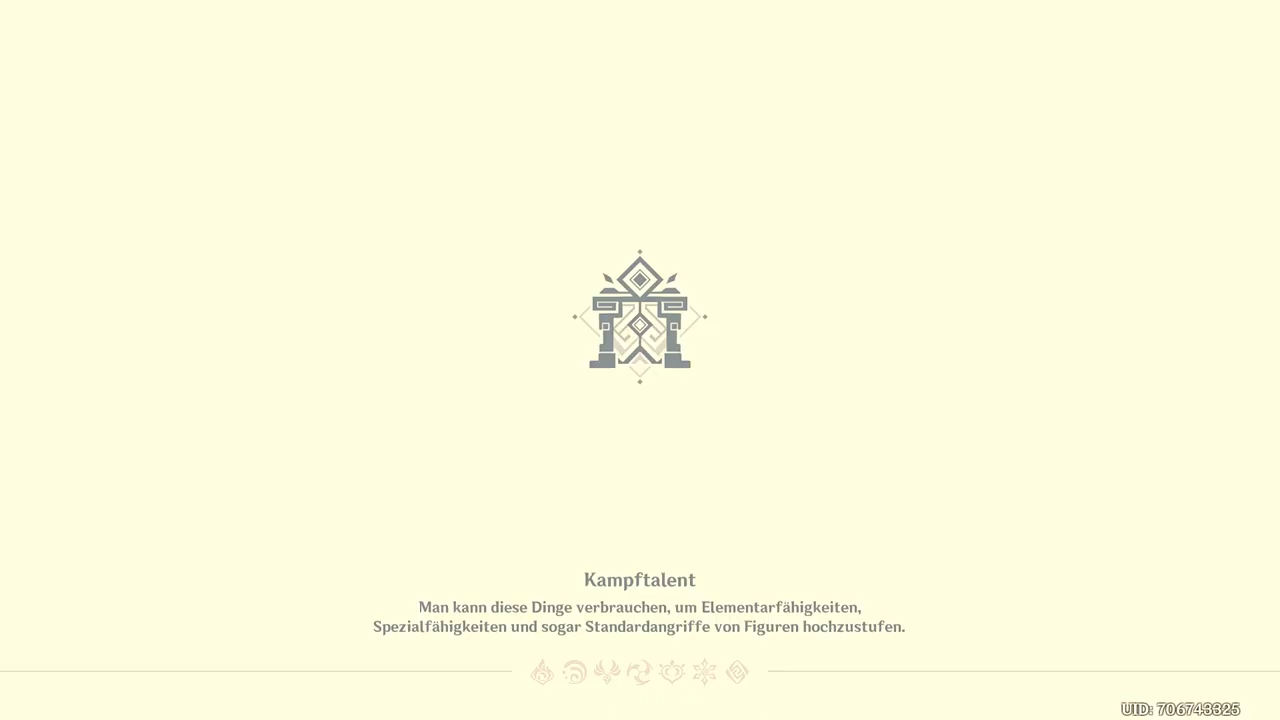 Kampftalent
Man kann diese Dinge verbrauchen, um Elementarfähigkeiten,
Spezialfähigkeiten und sogar Standardangriffe von Figuren hochzustufen.
UID: 706743325